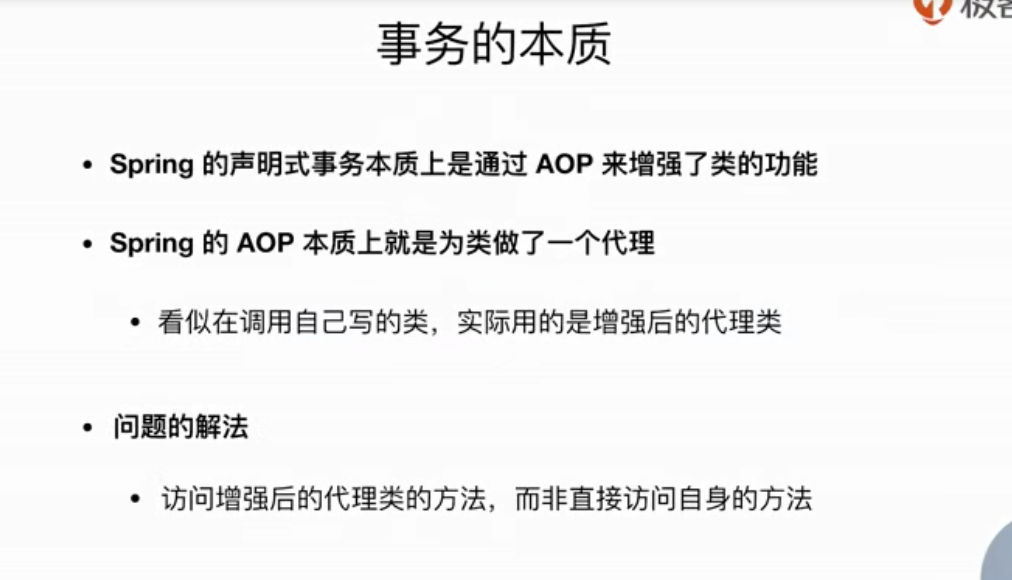 极客
事务的本质
• Spring 的声明式事务本质上是通过 AOP 来增强了类的功能
• Spring 的 AOP 本质上就是为类做了一个代理
• 看似在调用自己写的类，实际用的是增强后的代理类
• 问题的解法
• 访问增强后的代理类的方法，而非直接访问自身的方法